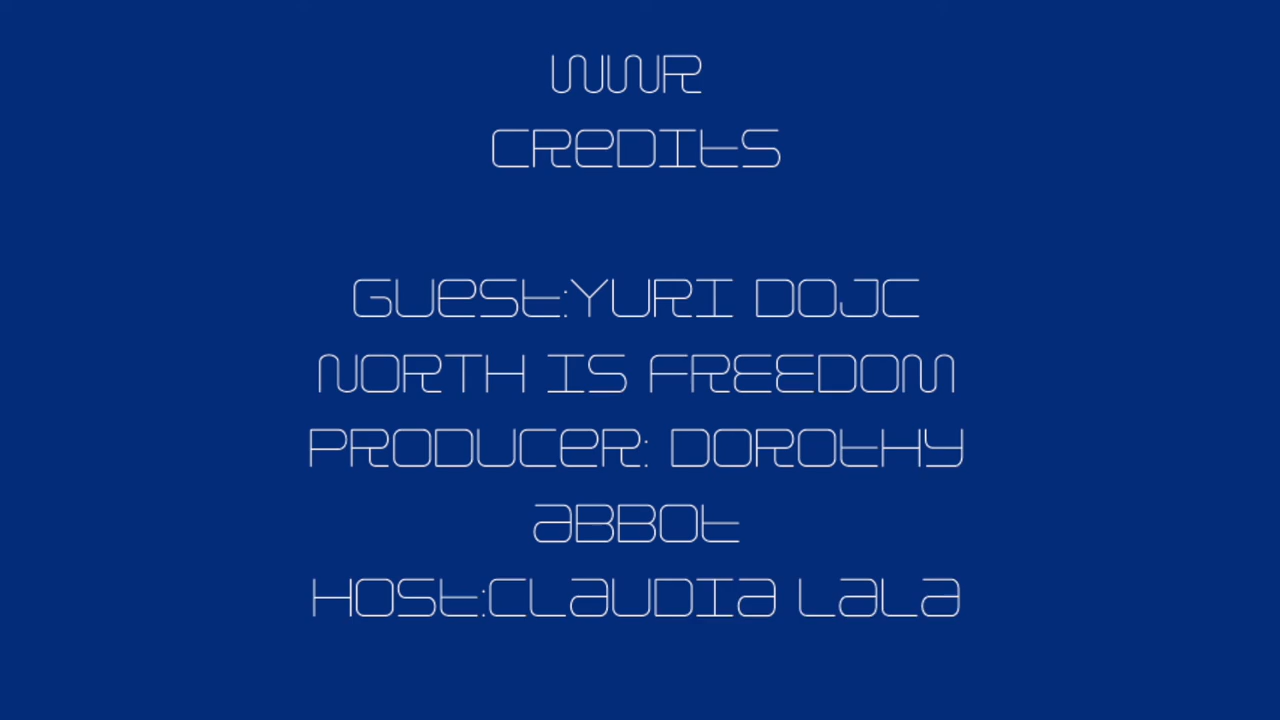 WWR
CReDItS
GUeSt:YURI DOJC
NORTH IS FREEDOM
PRODUCeR: DOROtHY
aBBOt
HOSt:CLaUDIa LaLa